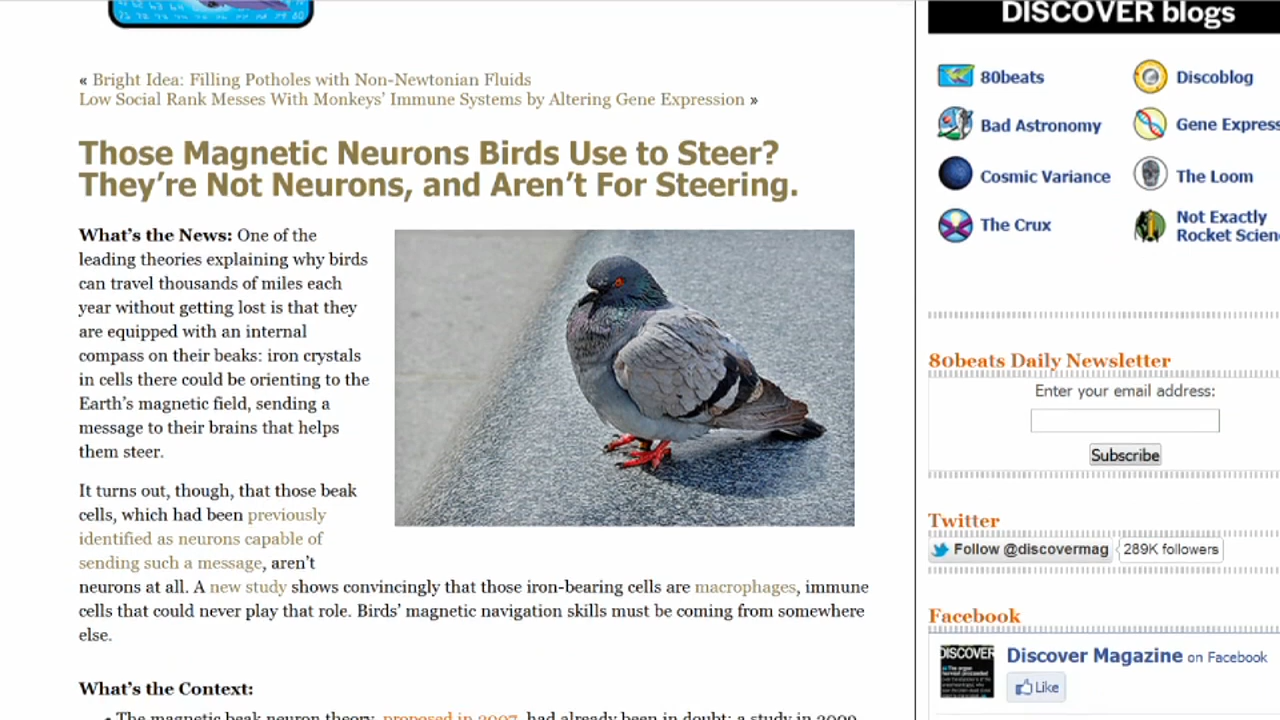 DISCOVER blogs
« Bright Idea: Filling Potholes with Non-Newtonian Fluids
Low Social Rank Messes With Monkeys’ Immune Systems by Altering Gene Expression »
Those Magnetic Neurons Birds Use to Steer?
They’re Not Neurons, and Aren’t For Steering.
What’s the News: One of the
leading theories explaining why birds
can travel thousands of miles each
year without getting lost is that they
are equipped with an internal
compass on their beaks: iron crystals
in cells there could be orienting to the
Earth’s magnetic field, sending a
message to their brains that helps
them steer.
It turns out, though, that those beak
cells, which had been previously
identified as neurons capable of
sending such a message, aren’t
neurons at all. A new study shows convincingly that those iron-bearing cells are macrophages, immune
cells that could never play that role. Birds’ magnetic navigation skills must be coming from somewhere
else.
What’s the Context:
• The magnetic beak neuron theory, proposed in 2007, had already been in doubt: a study in 2009
80beats
Discoblog
Bad Astronomy
Gene Express
Cosmic Variance
The Loom
The Crux
Not Exactly
Rocket Scien
80beats Daily Newsletter
Enter your email address:
Subscribe
Twitter
Follow @discovermag
289K followers
Facebook
DISCOVER
Discover Magazine on Facebook
Like